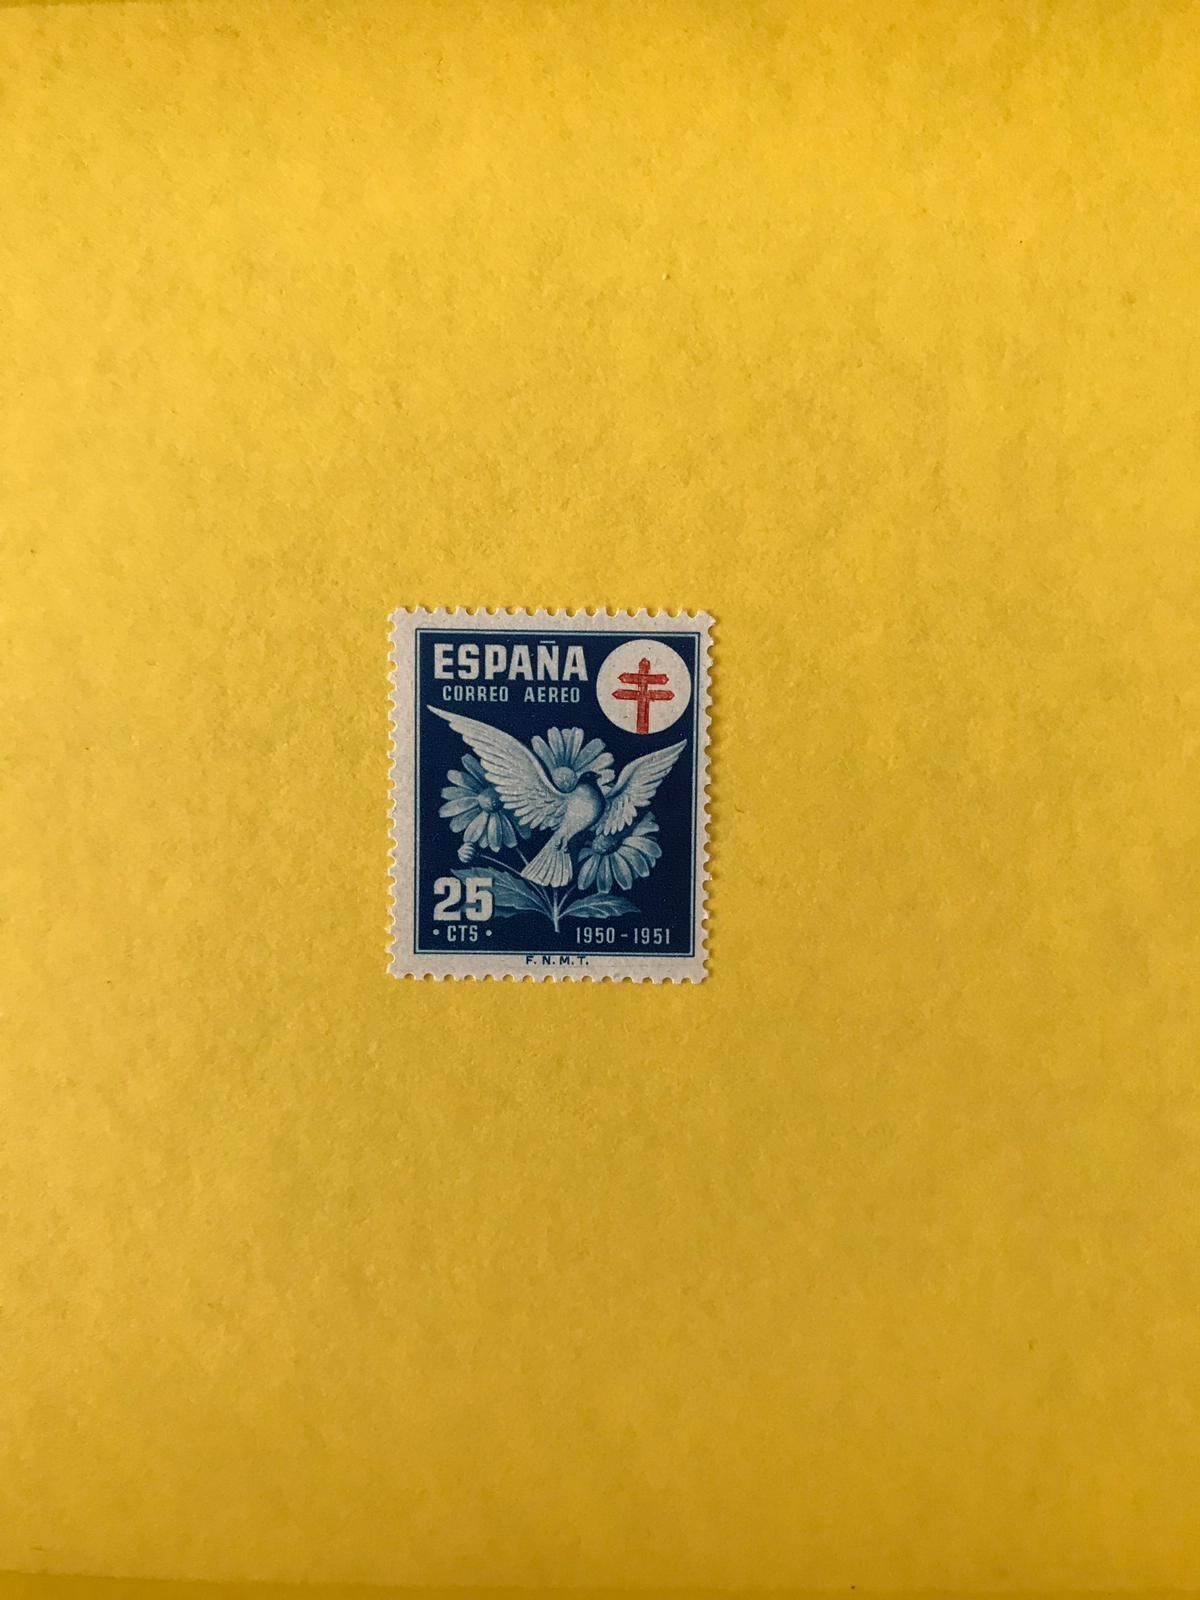 ESPAÑA
CORREO AEREO
25
• CTS •
1950-1951
F. N. M. T.